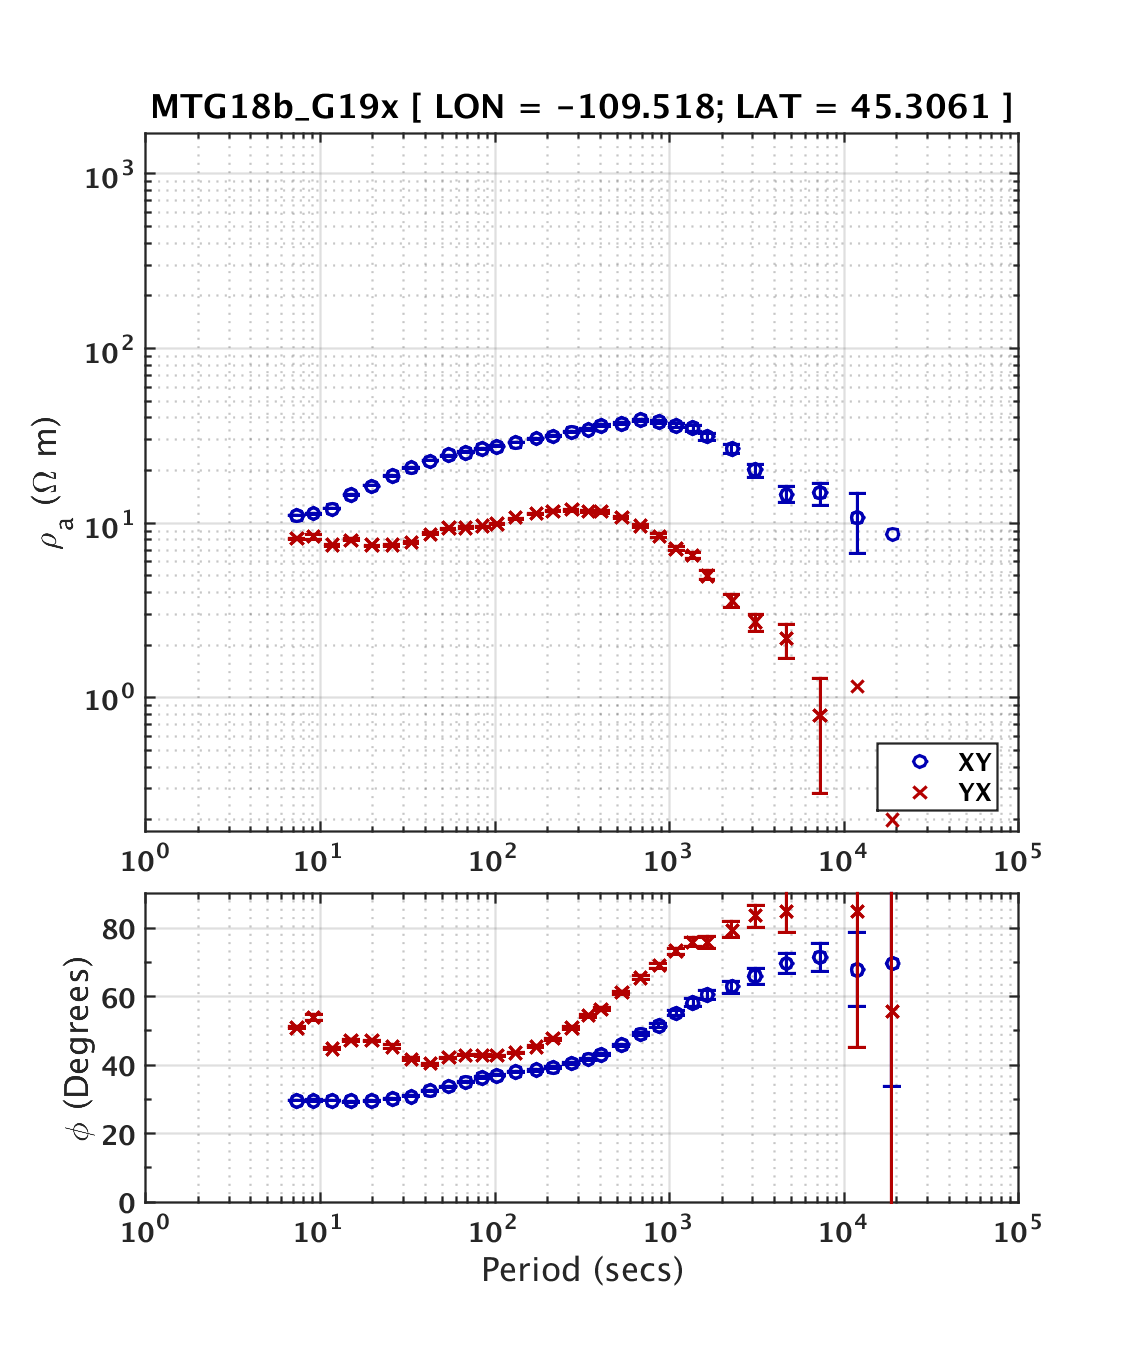 MTG18b_G19x [ LON = -109.518; LAT = 45.3061 ]
10³
10²
10¹
10⁰
ρₐ (Ω m)
XY
YX
10⁰ 10¹ 10² 10³ 10⁴ 10⁵
80
60
40
20
0
ϕ (Degrees)
10⁰ 10¹ 10² 10³ 10⁴ 10⁵
Period (secs)